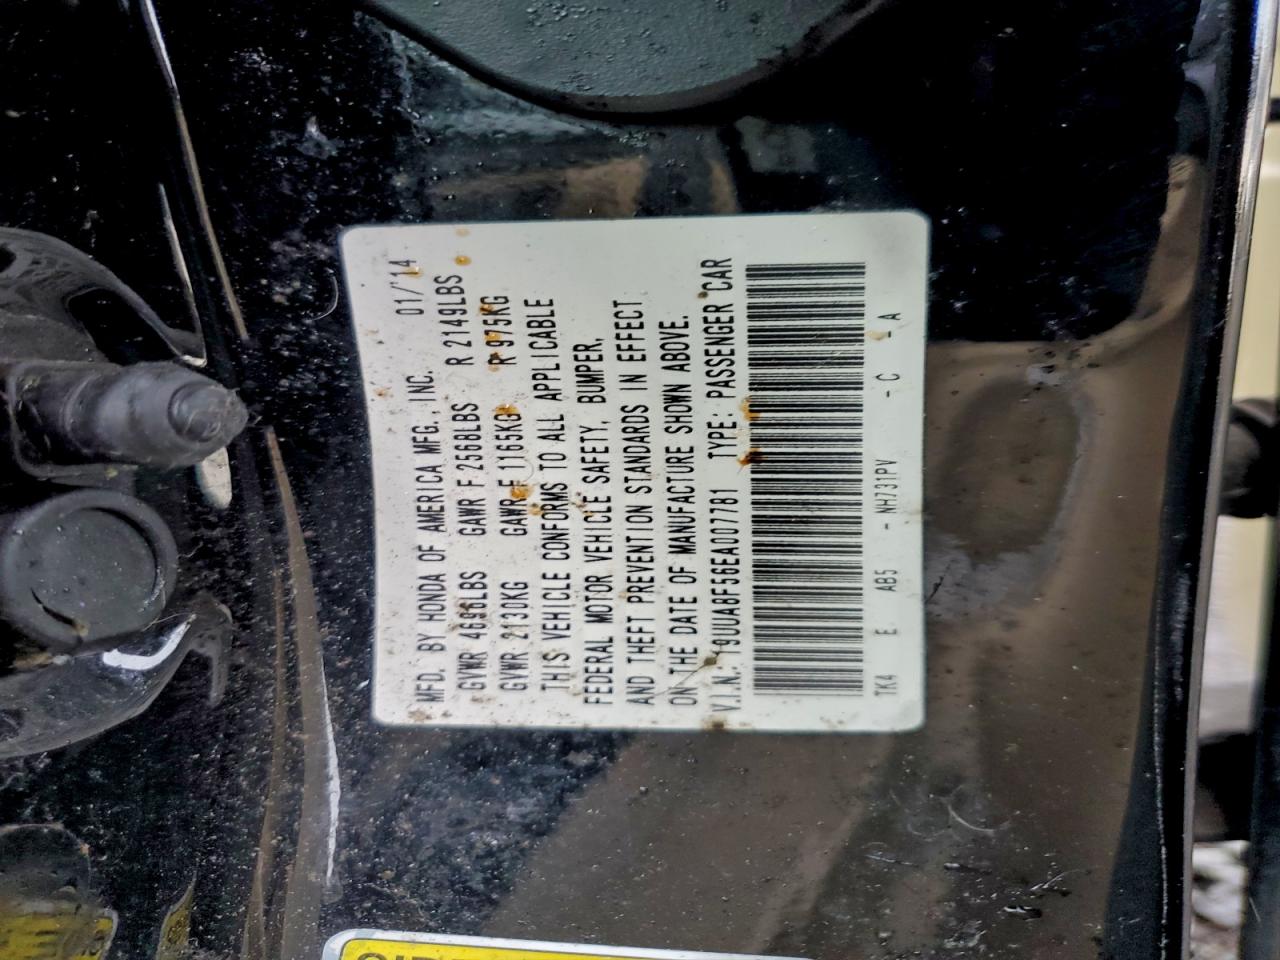 MFD. BY HONDA OF AMERICA MFG., INC. 01/'14
GVWR 4696LBS GAWR F 2568LBS R 2149LBS
GVWR 2130KG GAWR F 1165KG R 975KG
THIS VEHICLE CONFORMS TO ALL APPLICABLE
FEDERAL MOTOR VEHICLE SAFETY, BUMPER,
AND THEFT PREVENTION STANDARDS IN EFFECT
ON THE DATE OF MANUFACTURE SHOWN ABOVE.
V.I.N.: 19UUA8F56EA007781 TYPE: PASSENGER CAR
TK4 E AB5 - NH731PV - C - A